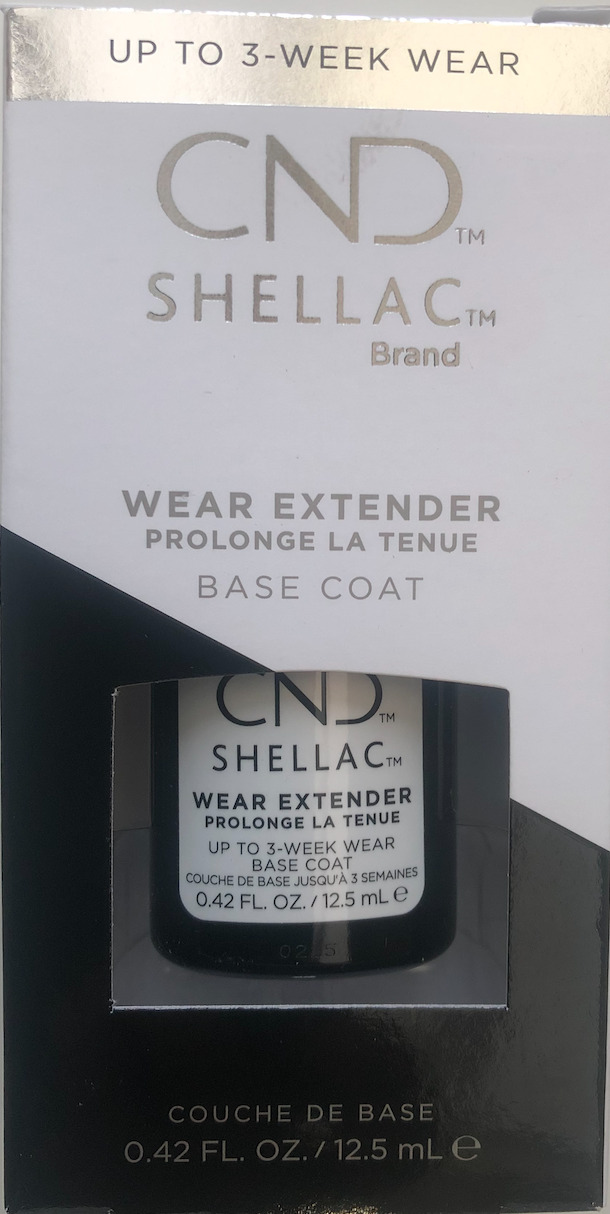 UP TO 3-WEEK WEAR
CND™
SHELLAC™
Brand
WEAR EXTENDER
PROLONGE LA TENUE
BASE COAT
CND™
SHELLAC™
WEAR EXTENDER
PROLONGE LA TENUE
UP TO 3-WEEK WEAR
BASE COAT
COUCHE DE BASE JUSQU'À 3 SEMAINES
0.42 FL. OZ. / 12.5 mL ℮
COUCHE DE BASE
0.42 FL. OZ. / 12.5 mL ℮